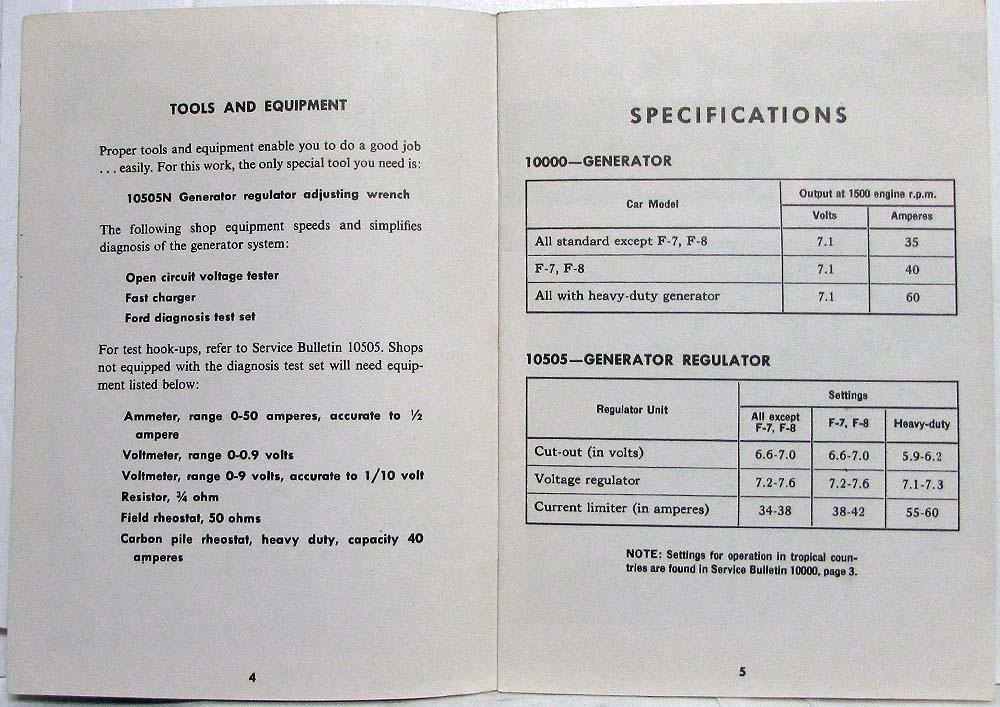 TOOLS AND EQUIPMENT
Proper tools and equipment enable you to do a good job
. . . easily. For this work, the only special tool you need is:
10505N Generator regulator adjusting wrench
The following shop equipment speeds and simplifies
diagnosis of the generator system:
Open circuit voltage tester
Fast charger
Ford diagnosis test set
For test hook-ups, refer to Service Bulletin 10505. Shops
not equipped with the diagnosis test set will need equip-
ment listed below:
Ammeter, range 0-50 amperes, accurate to ½
ampere
Voltmeter, range 0-0.9 volts
Voltmeter, range 0-9 volts, accurate to 1/10 volt
Resistor, ¾ ohm
Field rheostat, 50 ohms
Carbon pile rheostat, heavy duty, capacity 40
amperes
4
SPECIFICATIONS
10000—GENERATOR
Car Model
Output at 1500 engine r.p.m.
Volts Amperes
All standard except F-7, F-8 7.1 35
F-7, F-8 7.1 40
All with heavy-duty generator 7.1 60
10505—GENERATOR REGULATOR
Regulator Unit
Settings
All except
F-7, F-8
F-7, F-8
Heavy-duty
Cut-out (in volts) 6.6-7.0 6.6-7.0 5.9-6.2
Voltage regulator 7.2-7.6 7.2-7.6 7.1-7.3
Current limiter (in amperes) 34-38 38-42 55-60
NOTE: Settings for operation in tropical coun-
tries are found in Service Bulletin 10000, page 3.
5